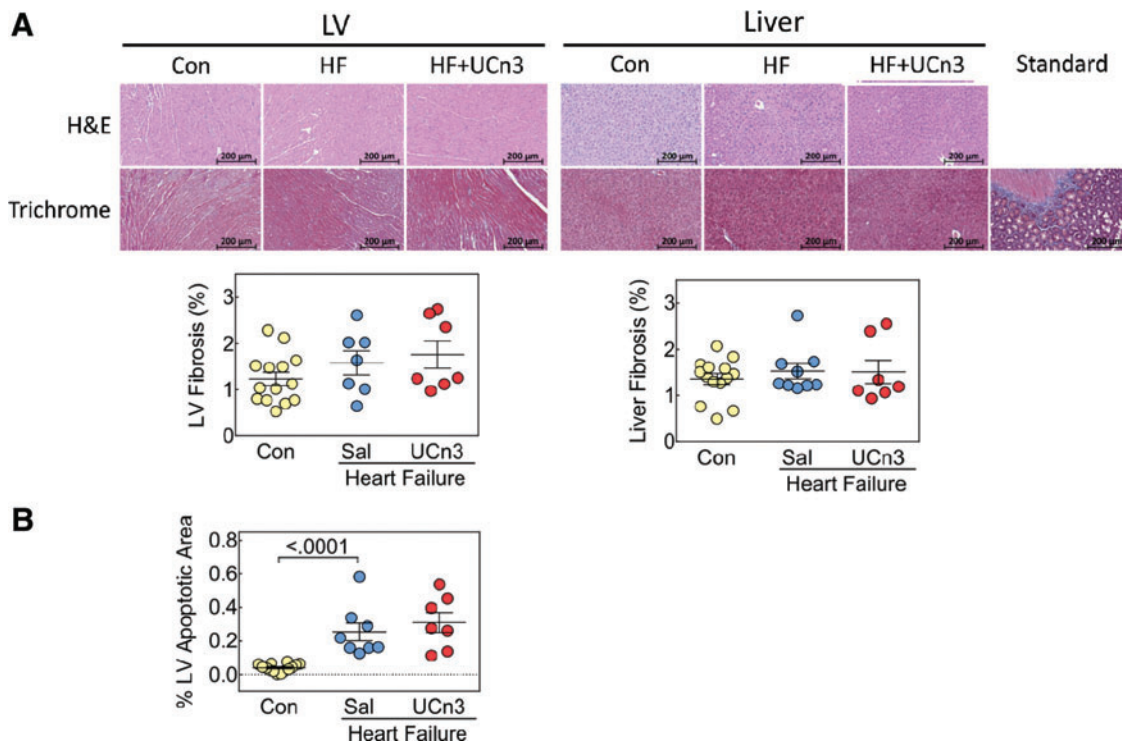 A
LV
Liver
Con HF HF+UCn3 Con HF HF+UCn3 Standard
H&E
200 µm 200 µm 200 µm 200 µm 200 µm 200 µm
Trichrome
200 µm 200 µm 200 µm 200 µm 200 µm 200 µm 200 µm
LV Fibrosis (%)
3
2
1
0
Con Sal UCn3
Heart Failure
Liver Fibrosis (%)
3
2
1
0
Con Sal UCn3
Heart Failure
B
% LV Apoptotic Area
0.8
0.6
0.4
0.2
0.0
<.0001
Con Sal UCn3
Heart Failure